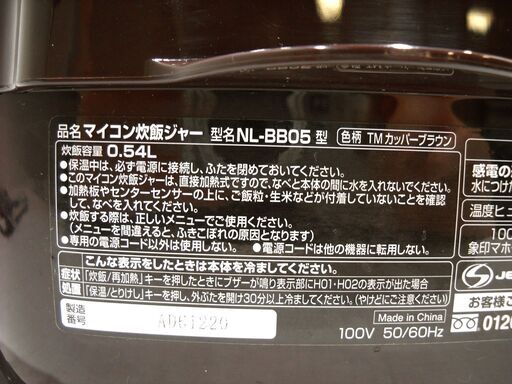 品名 マイコン炊飯ジャー 型名 NL-BB05 型 色柄 TM カッパーブラウン
炊飯容量 0.54L
●保温中は、必ず電源に接続し、ふたを閉めておいてください。
●このマイコン炊飯ジャーは、直接加熱式ですので、なべと本体の間に水を入れないでください。
●加熱板やセンターセンサーの上に、ご飯粒・生米などが付着していないことを確認
して、なべを入れてください。
●炊飯する際は、正しいメニューでご使用ください。
(メニューを間違えると、ふきこぼれの原因となります)
●専用の電源コード以外は使用しない。 ●電源コードは他の機器に転用しない。
こんな表示をしたときは本体を冷ましてください。
症状 「炊飯/再加熱」キーを押したときにブザーが鳴り表示部にH01・H02の表示が出た場合
処置 「保温/とりけし」キーを押し、外ぶたを開け30分以上冷ましてください。(やけどにご注意ください)
製造
番号 ADG1220
Made in China
100V 50/60Hz
感電の
水につけた
温度ヒュ
100
象印マホ
お客様ご
0120